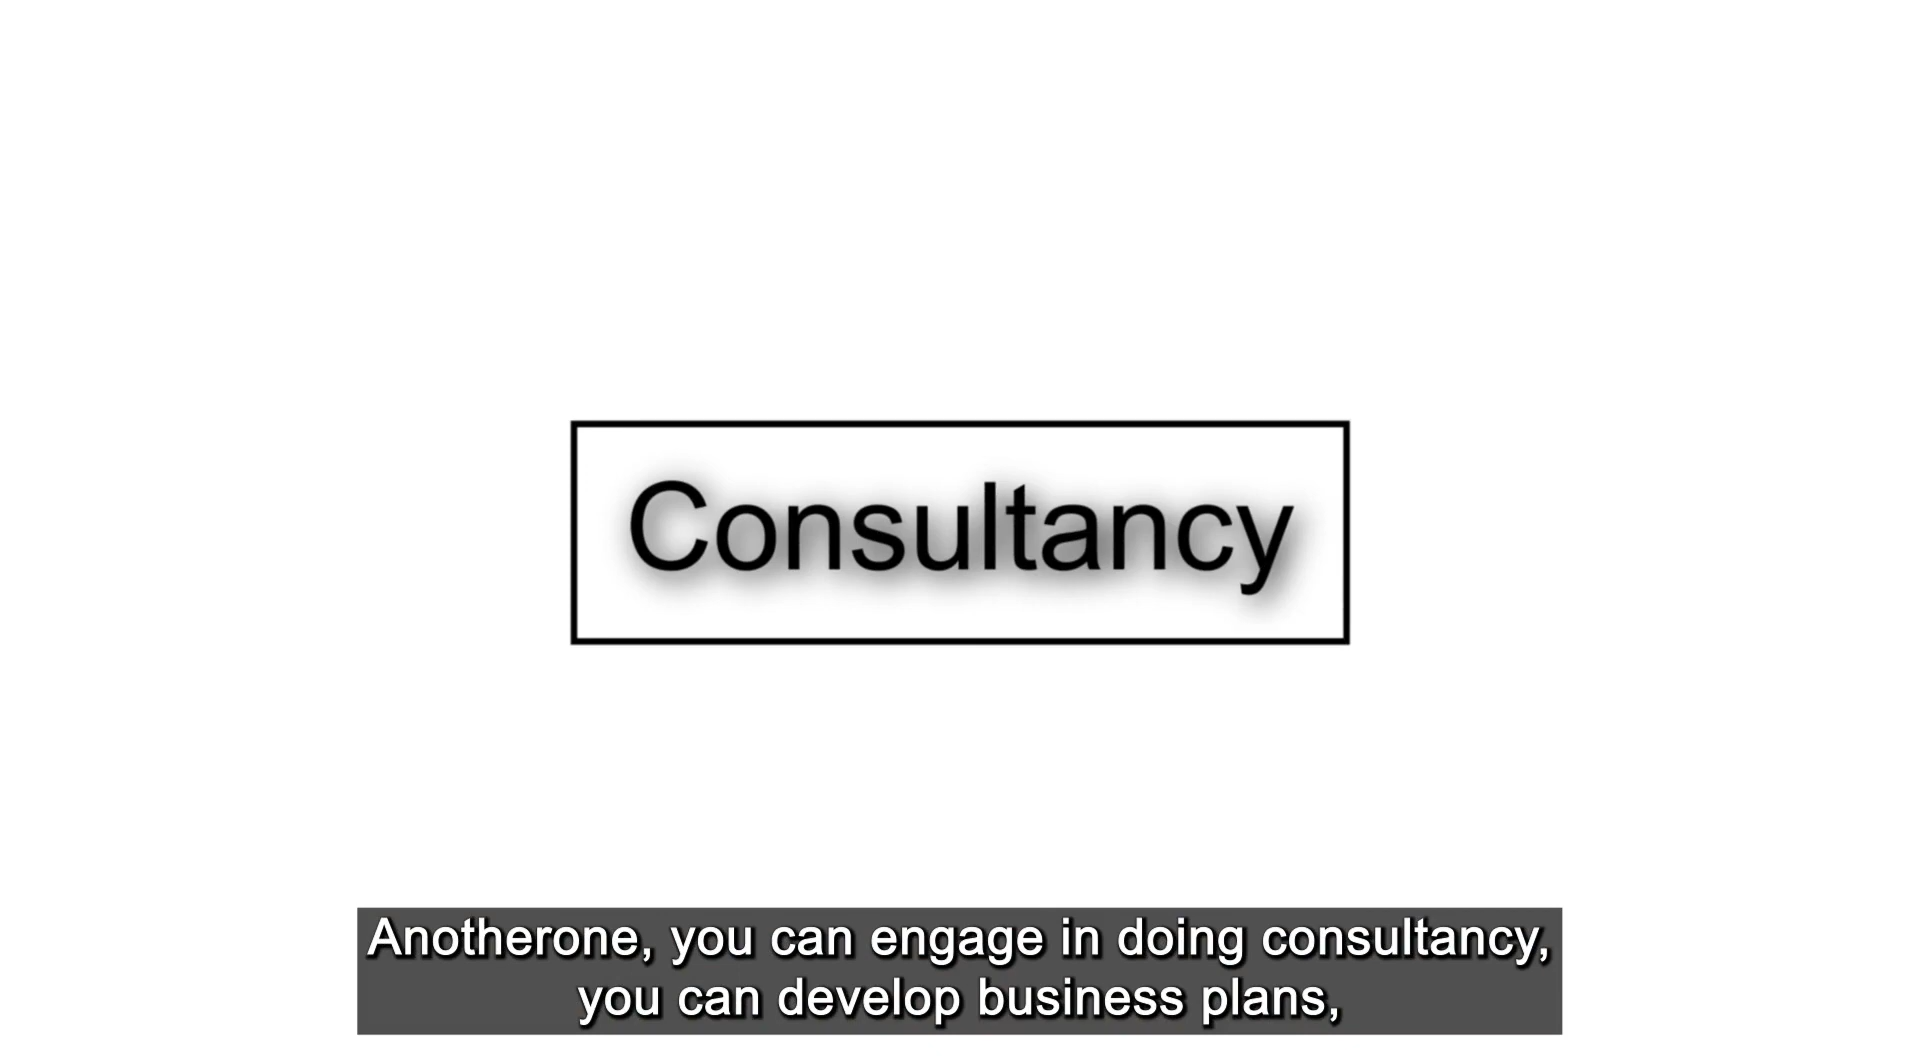 Consultancy
Anotherone, you can engage in doing consultancy,
you can develop business plans,